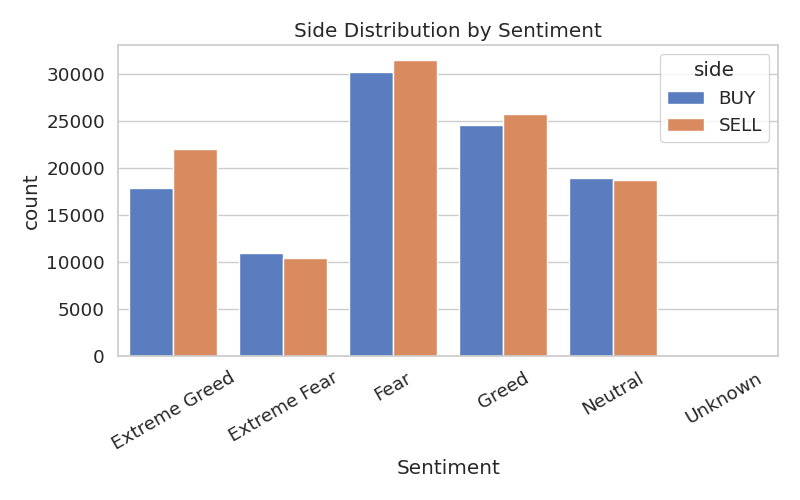 Side Distribution by Sentiment
side
BUY
SELL
count
30000
25000
20000
15000
10000
5000
0
Extreme Greed
Extreme Fear
Fear
Greed
Neutral
Unknown
Sentiment